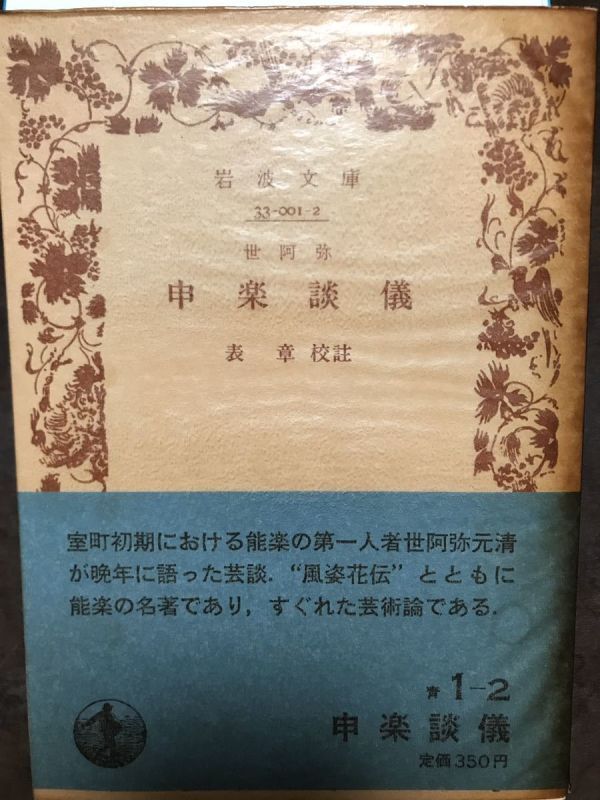 岩波文庫
33-001-2
世阿弥
申楽談儀
表章校註
室町初期における能楽の第一人者世阿弥元清
が晩年に語った芸談.“風姿花伝”とともに
能楽の名著であり，すぐれた芸術論である.
青 1-2
申楽談儀
定価350円